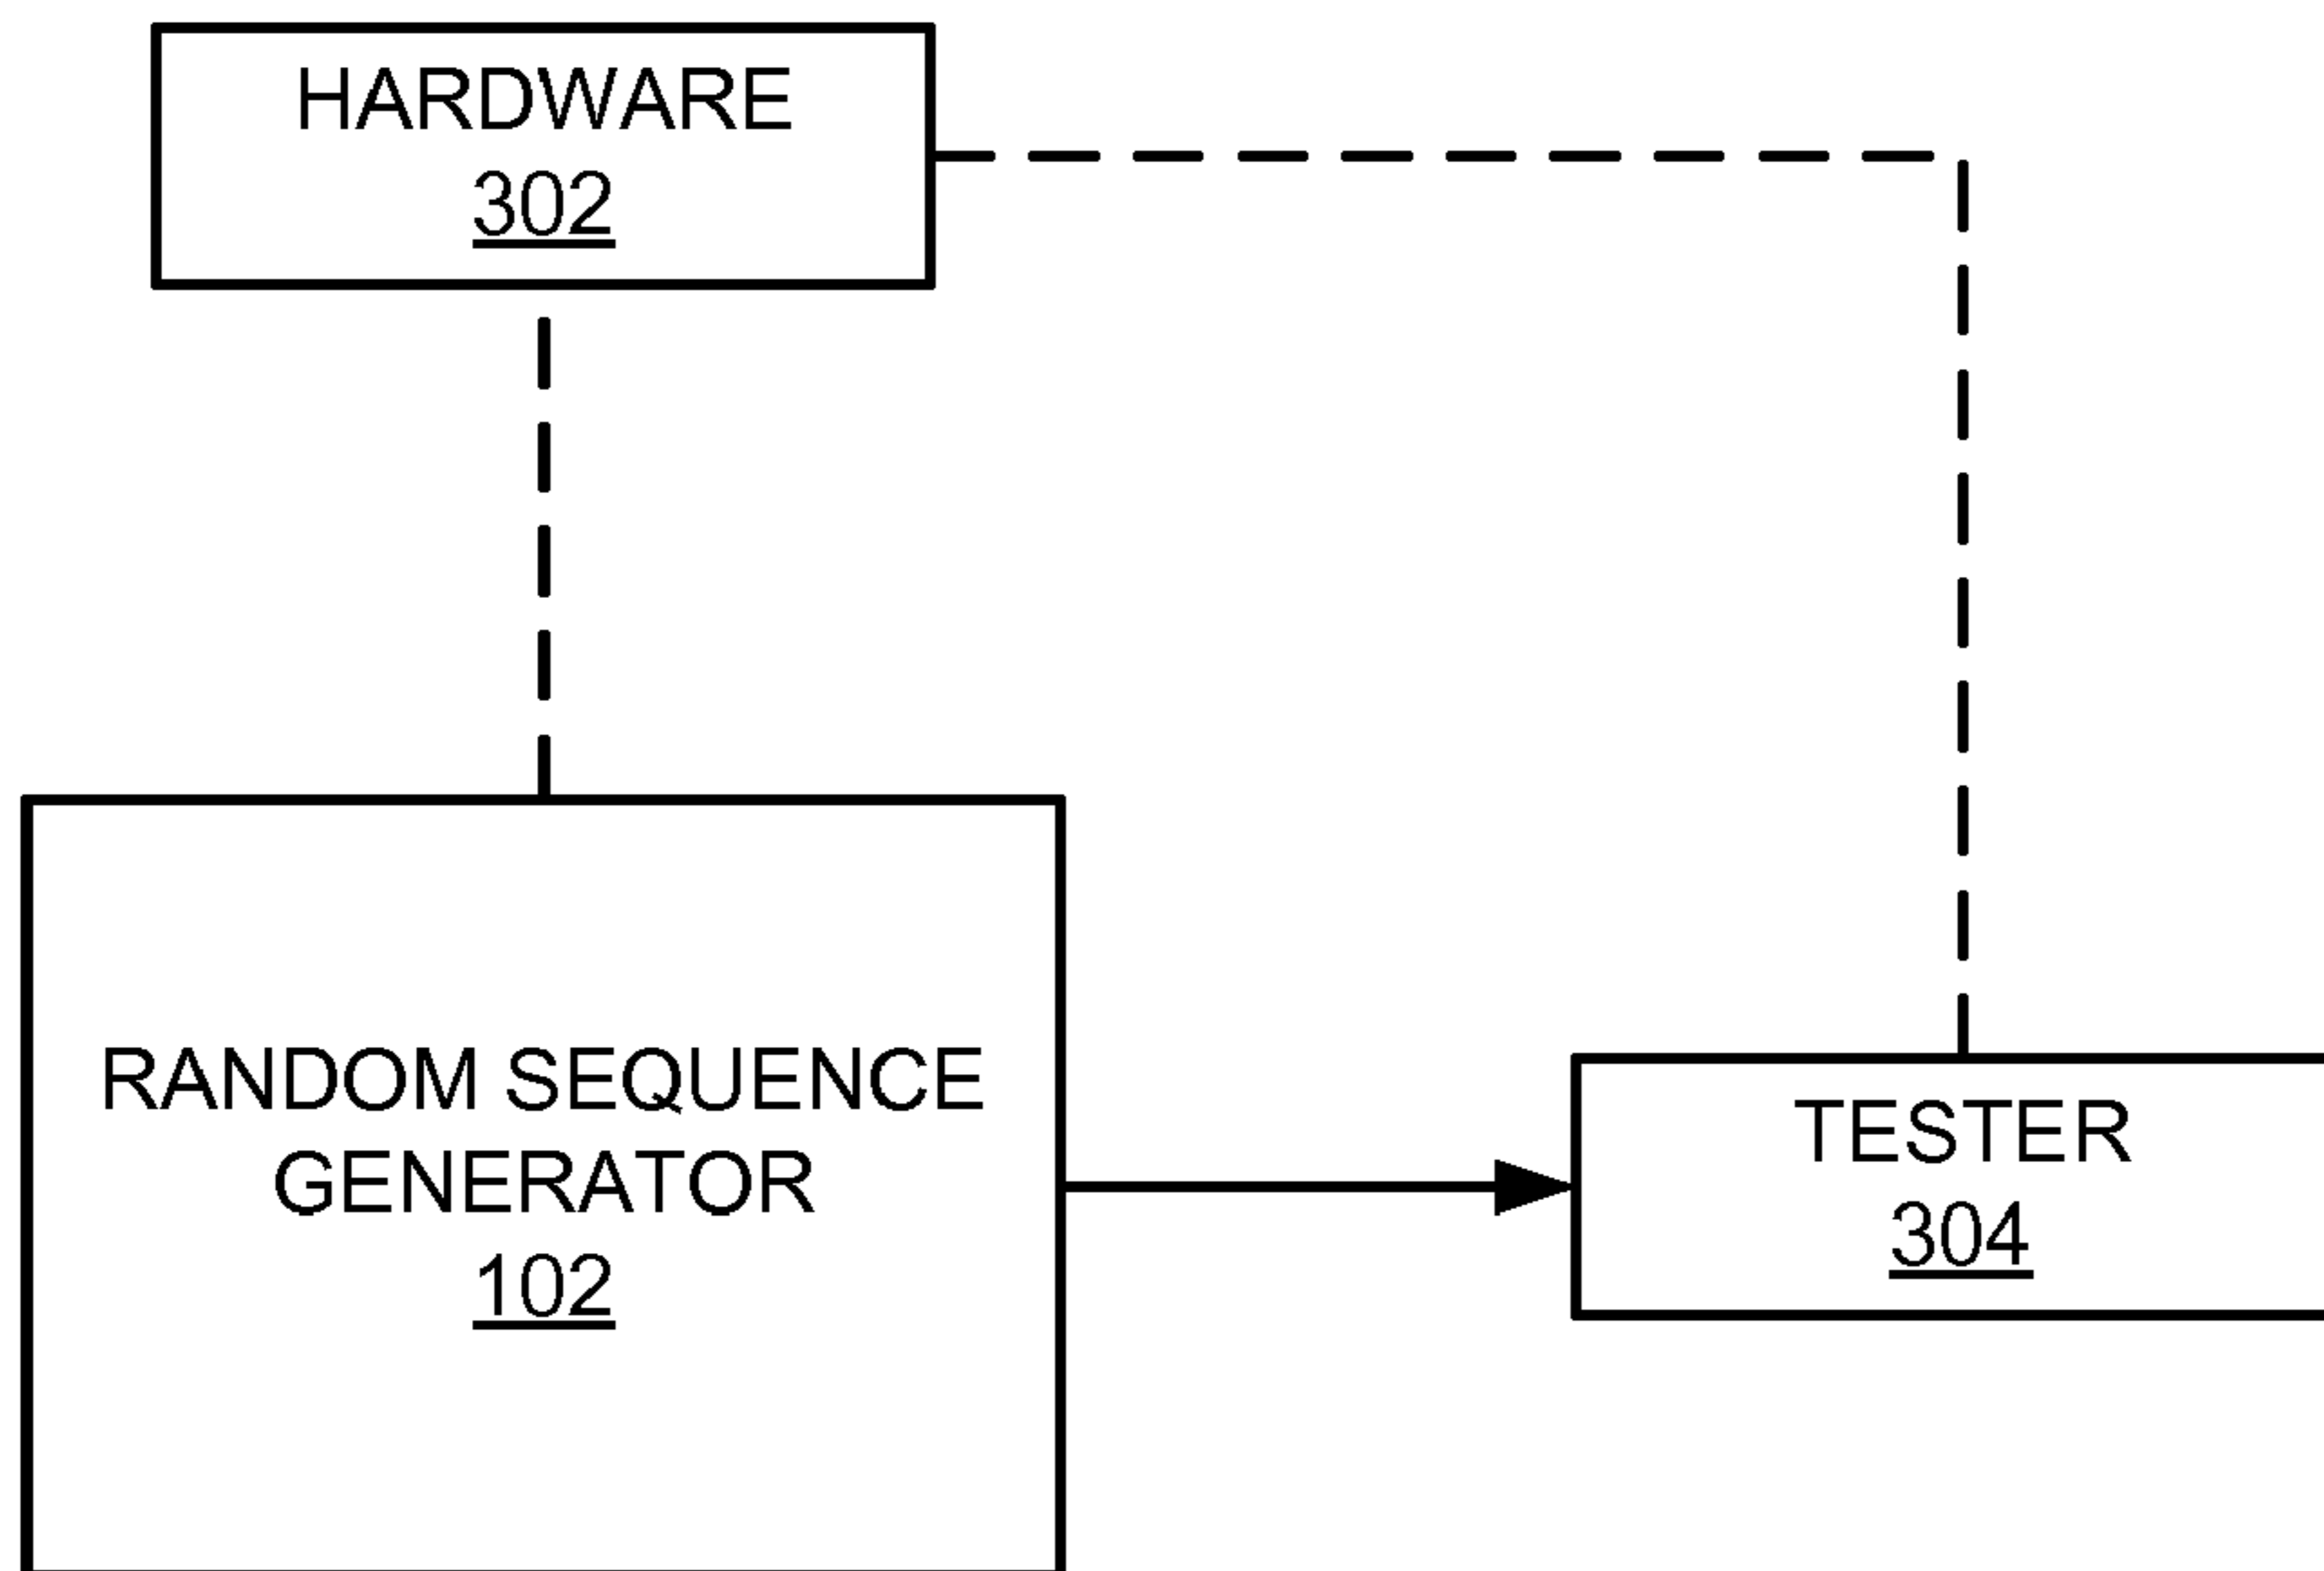 HARDWARE
302
RANDOM SEQUENCE
GENERATOR
102
TESTER
304